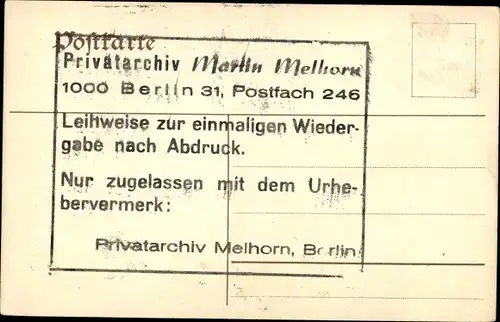 Postkarte
Privatarchiv Martin Melhorn
1000 Berlin 31, Postfach 246
Leihweise zur einmaligen Wieder-
gabe nach Abdruck.
Nur zugelassen mit dem Urhe-
bervermerk:
Privatarchiv Melhorn, Berlin